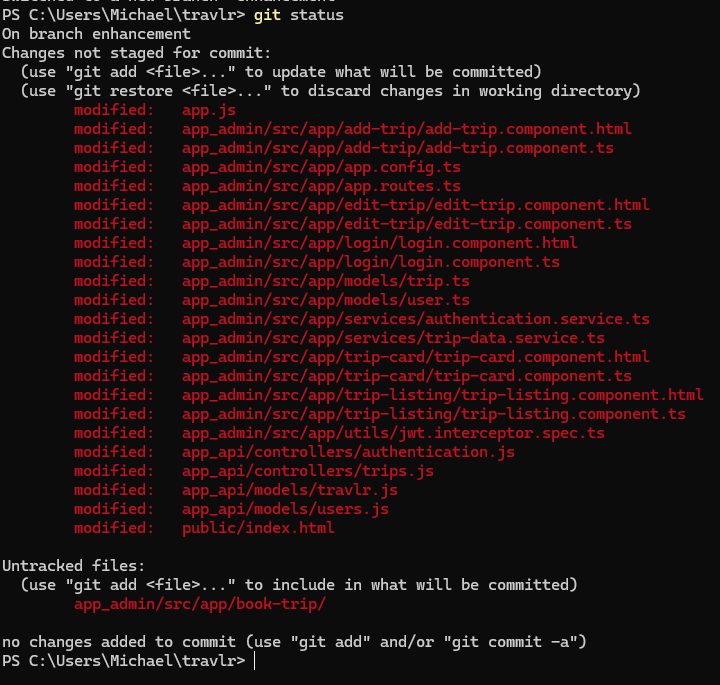 PS C:\Users\Michael\travlr> git status
On branch enhancement
Changes not staged for commit:
  (use "git add <file>..." to update what will be committed)
  (use "git restore <file>..." to discard changes in working directory)
        modified:   app.js
        modified:   app_admin/src/app/add-trip/add-trip.component.html
        modified:   app_admin/src/app/add-trip/add-trip.component.ts
        modified:   app_admin/src/app/app.config.ts
        modified:   app_admin/src/app/app.routes.ts
        modified:   app_admin/src/app/edit-trip/edit-trip.component.html
        modified:   app_admin/src/app/edit-trip/edit-trip.component.ts
        modified:   app_admin/src/app/login/login.component.html
        modified:   app_admin/src/app/login/login.component.ts
        modified:   app_admin/src/app/models/trip.ts
        modified:   app_admin/src/app/models/user.ts
        modified:   app_admin/src/app/services/authentication.service.ts
        modified:   app_admin/src/app/services/trip-data.service.ts
        modified:   app_admin/src/app/trip-card/trip-card.component.html
        modified:   app_admin/src/app/trip-card/trip-card.component.ts
        modified:   app_admin/src/app/trip-listing/trip-listing.component.html
        modified:   app_admin/src/app/trip-listing/trip-listing.component.ts
        modified:   app_admin/src/app/utils/jwt.interceptor.spec.ts
        modified:   app_api/controllers/authentication.js
        modified:   app_api/controllers/trips.js
        modified:   app_api/models/travlr.js
        modified:   app_api/models/users.js
        modified:   public/index.html
Untracked files:
  (use "git add <file>..." to include in what will be committed)
        app_admin/src/app/book-trip/
no changes added to commit (use "git add" and/or "git commit -a")
PS C:\Users\Michael\travlr>